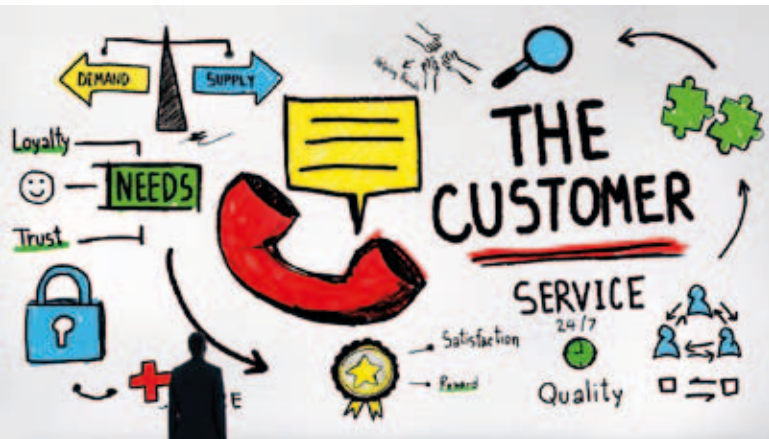 DEMAND
SUPPLY
Loyalty
NEEDS
Trust
THE
CUSTOMER
SERVICE
24/7
Quality
Satisfaction
Reward
E